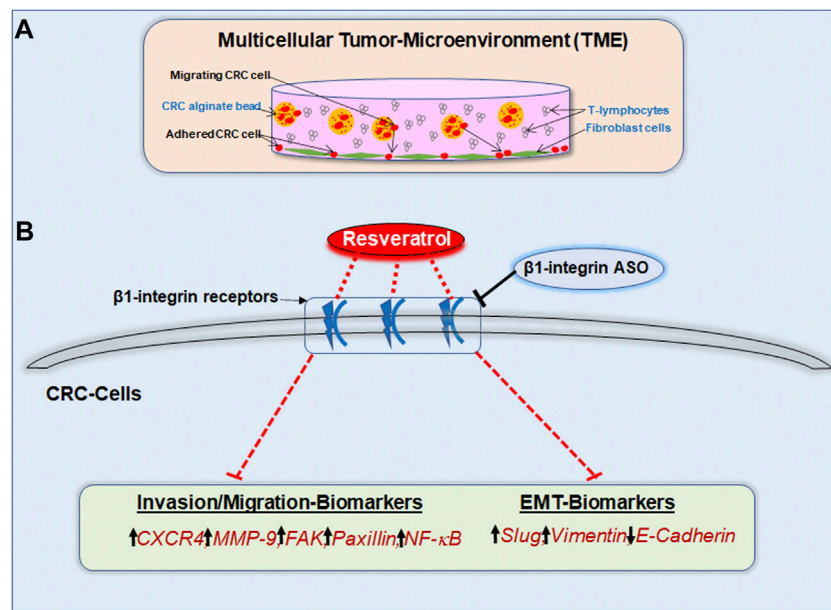 A
Multicellular Tumor-Microenvironment (TME)
Migrating CRC cell
CRC alginate bead
Adhered CRC cell
T-lymphocytes
Fibroblast cells
B
Resveratrol
β1-integrin ASO
β1-integrin receptors
CRC-Cells
Invasion/Migration-Biomarkers
↑CXCR4,↑MMP-9,↑FAK,↑Paxillin,↑NF-κB
EMT-Biomarkers
↑Slug,↑Vimentin,↓E-Cadherin